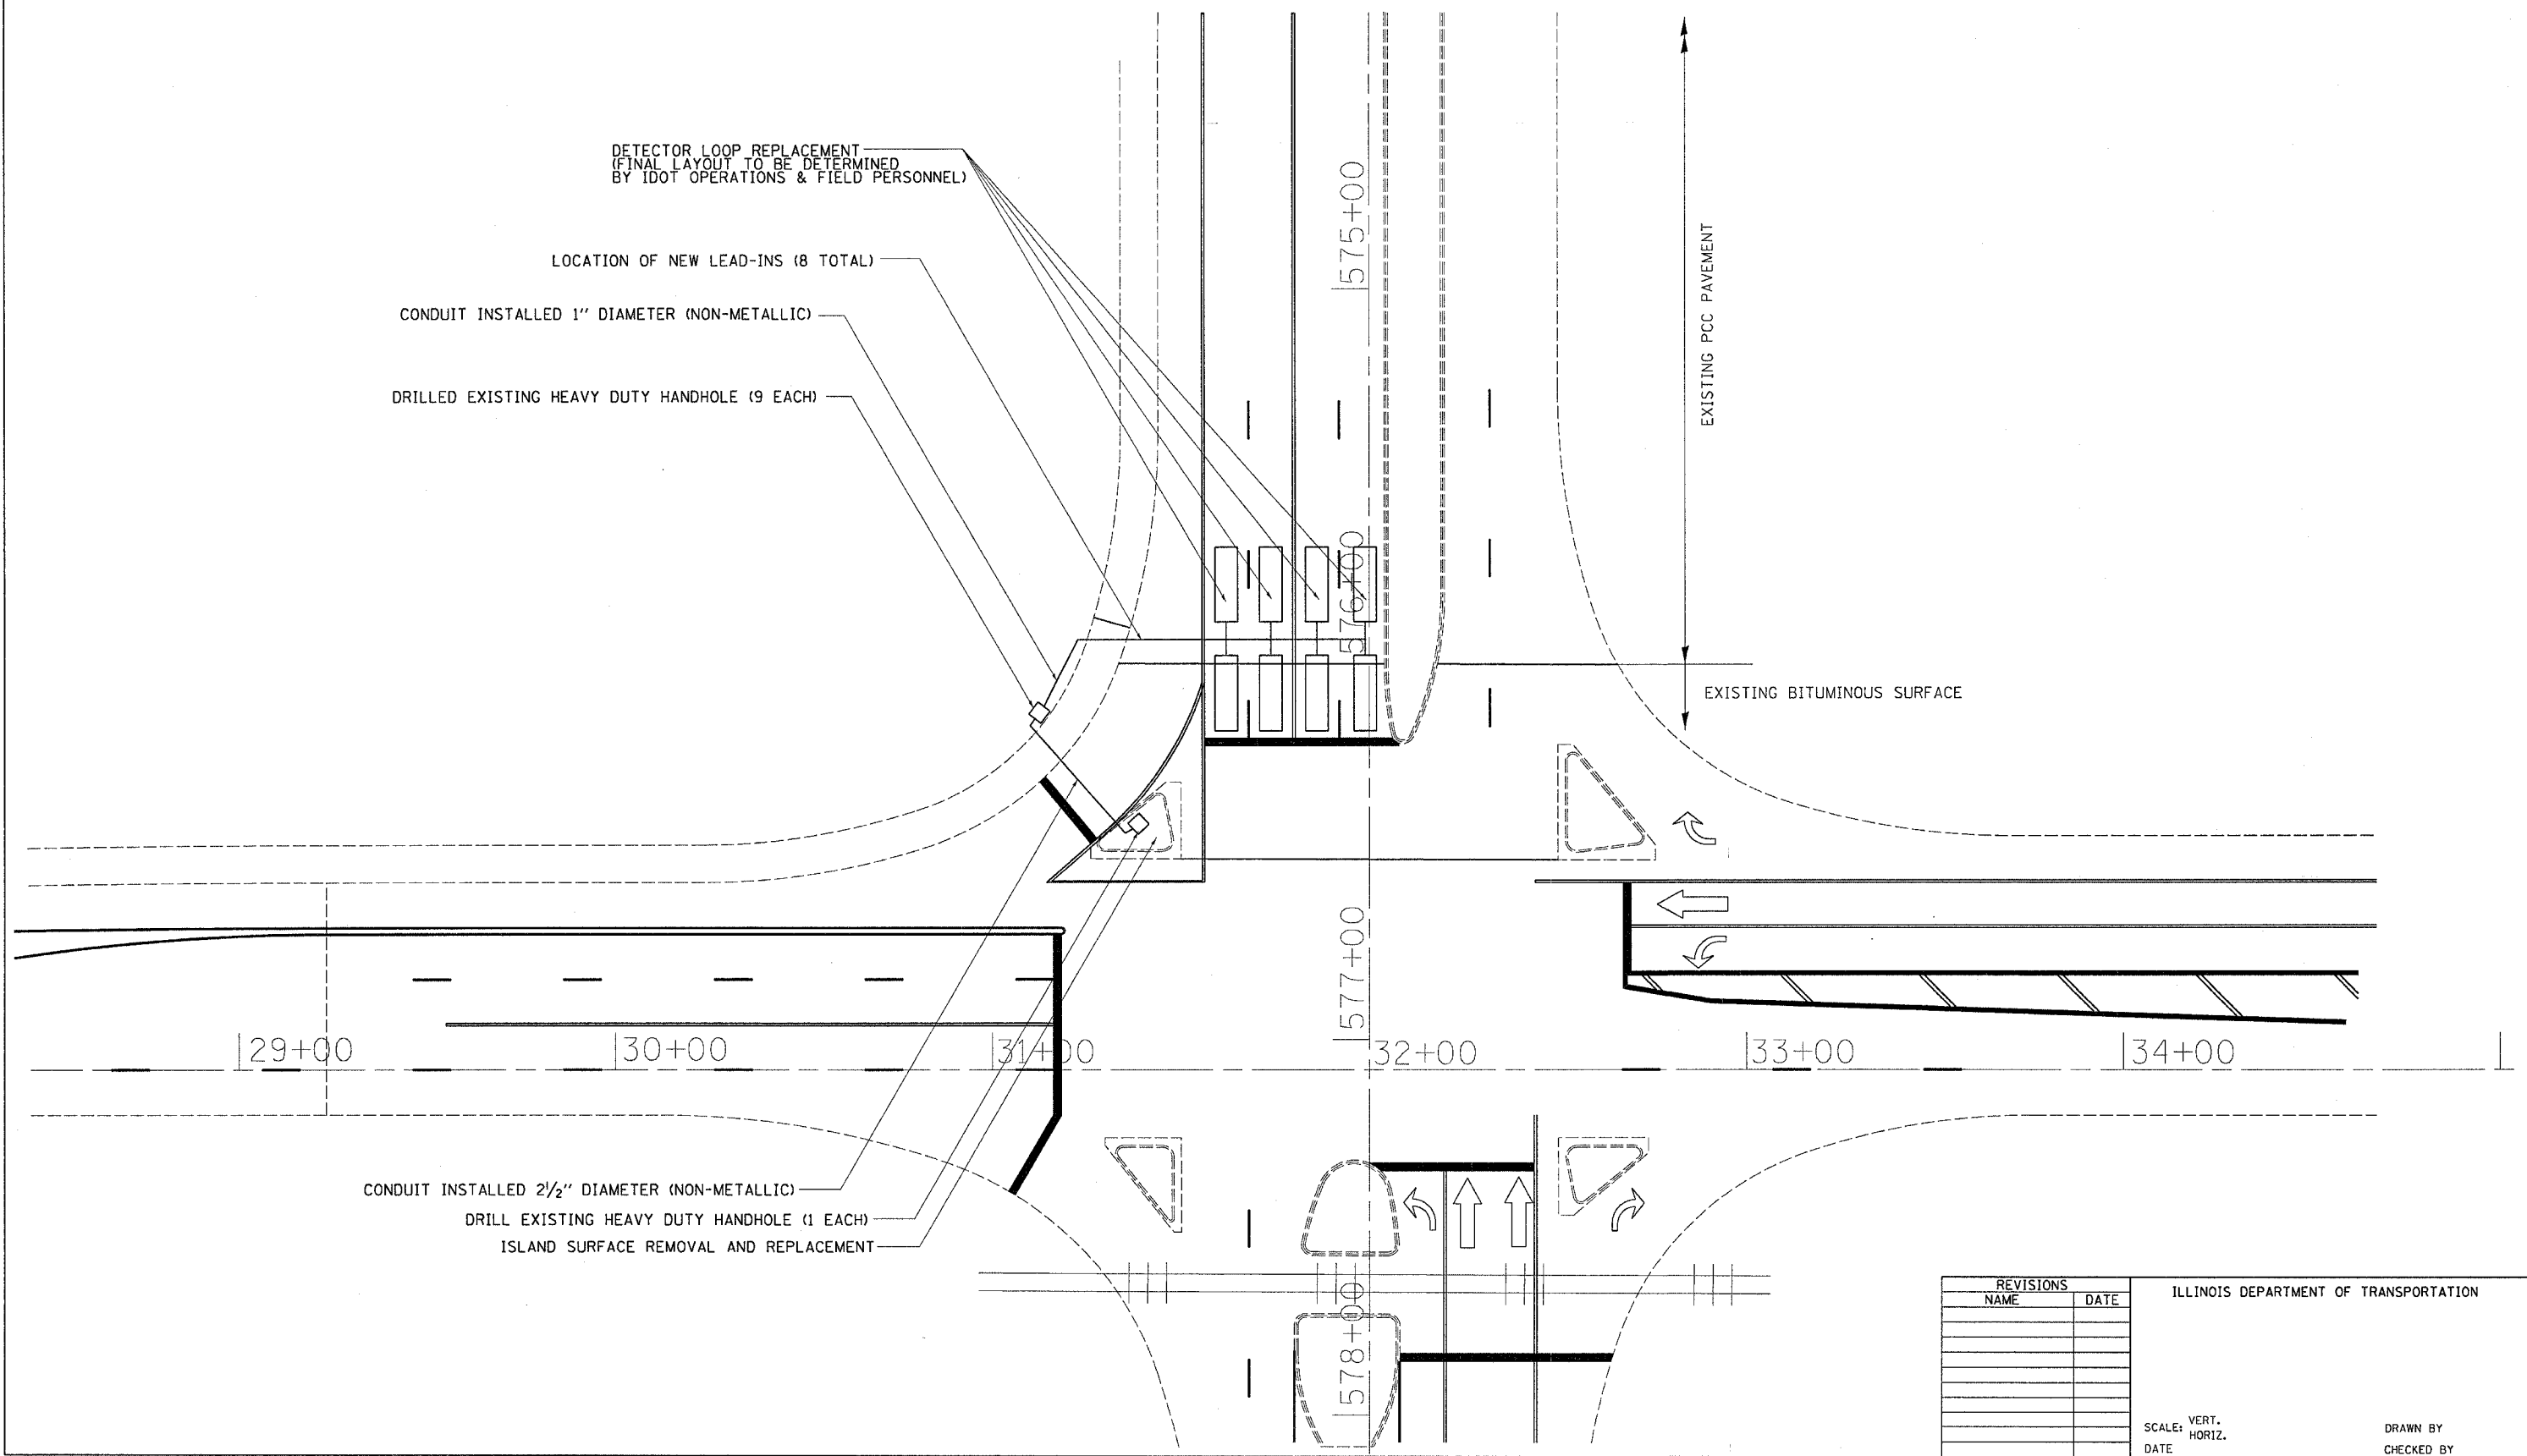 DETECTOR LOOP REPLACEMENT
(FINAL LAYOUT TO BE DETERMINED
BY IDOT OPERATIONS & FIELD PERSONNEL)
LOCATION OF NEW LEAD-INS (8 TOTAL)
CONDUIT INSTALLED 1" DIAMETER (NON-METALLIC)
DRILLED EXISTING HEAVY DUTY HANDHOLE (9 EACH)
575+00
EXISTING PCC PAVEMENT
576+00
EXISTING BITUMINOUS SURFACE
577+00
29+00
30+00
31+00
32+00
33+00
34+00
CONDUIT INSTALLED 2 1/2" DIAMETER (NON-METALLIC)
DRILL EXISTING HEAVY DUTY HANDHOLE (1 EACH)
ISLAND SURFACE REMOVAL AND REPLACEMENT
578+00
REVISIONS
NAME DATE
ILLINOIS DEPARTMENT OF TRANSPORTATION
SCALE: VERT.
HORIZ.
DATE
DRAWN BY
CHECKED BY